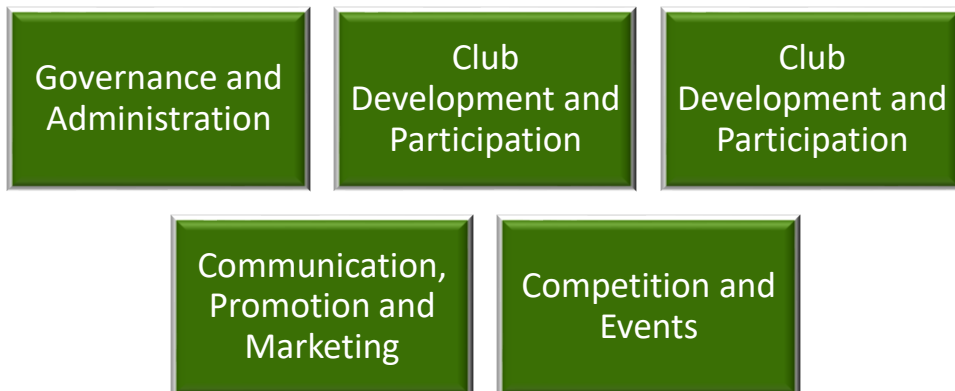 Governance and
Administration
Club
Development and
Participation
Club
Development and
Participation
Communication,
Promotion and
Marketing
Competition and
Events